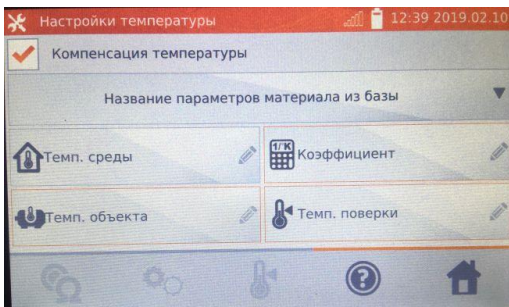 Настройки температуры 12:39 2019.02.10
Компенсация температуры
Название параметров материала из базы
Темп. среды
1/°K Коэффициент
Темп. объекта
Темп. поверки
?